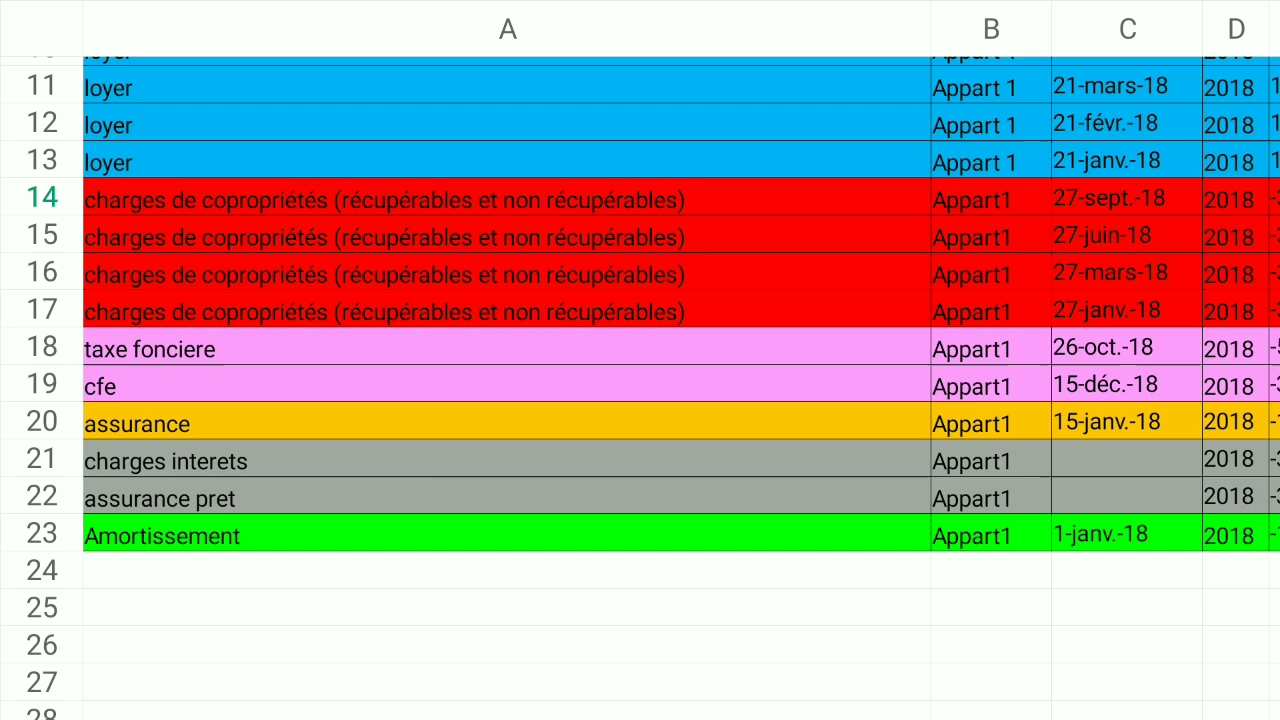 A B C D
11 loyer Appart 1 21-mars-18 2018
12 loyer Appart 1 21-févr.-18 2018
13 loyer Appart 1 21-janv.-18 2018
14 charges de copropriétés (récupérables et non récupérables) Appart1 27-sept.-18 2018
15 charges de copropriétés (récupérables et non récupérables) Appart1 27-juin-18 2018
16 charges de copropriétés (récupérables et non récupérables) Appart1 27-mars-18 2018
17 charges de copropriétés (récupérables et non récupérables) Appart1 27-janv.-18 2018
18 taxe fonciere Appart1 26-oct.-18 2018
19 cfe Appart1 15-déc.-18 2018
20 assurance Appart1 15-janv.-18 2018
21 charges interets Appart1 2018
22 assurance pret Appart1 2018
23 Amortissement Appart1 1-janv.-18 2018
24
25
26
27
28